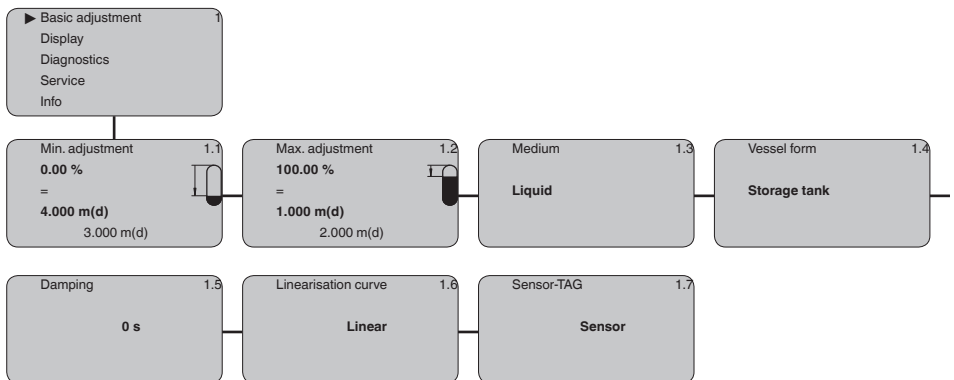 ▶ Basic adjustment 1
Display
Diagnostics
Service
Info
Min. adjustment 1.1
0.00 %
=
4.000 m(d)
3.000 m(d)
Max. adjustment 1.2
100.00 %
=
1.000 m(d)
2.000 m(d)
Medium 1.3
Liquid
Vessel form 1.4
Storage tank
Damping 1.5
0 s
Linearisation curve 1.6
Linear
Sensor-TAG 1.7
Sensor